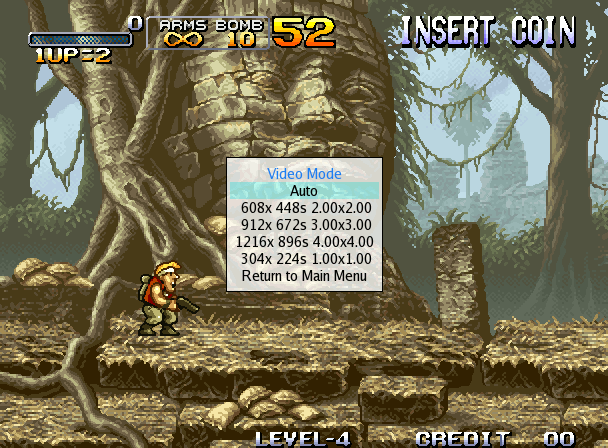 0
ARMS BOMB
∞ 10
52
INSERT COIN
1UP=2
Video Mode
Auto
608x 448s 2.00x2.00
912x 672s 3.00x3.00
1216x 896s 4.00x4.00
304x 224s 1.00x1.00
Return to Main Menu
LEVEL-4
CREDIT 00